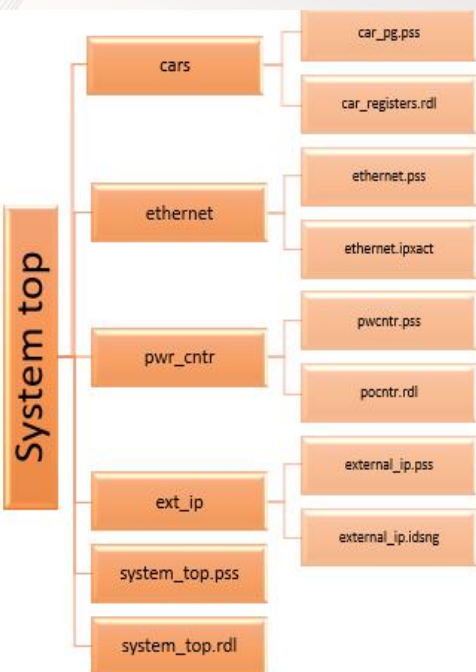 System top
cars
car_pg.pss
car_registers.rdl
ethernet
ethernet.pss
ethernet.ipxact
pwr_cntr
pwcntr.pss
pocntr.rdl
ext_ip
external_ip.pss
external_ip.idsng
system_top.pss
system_top.rdl